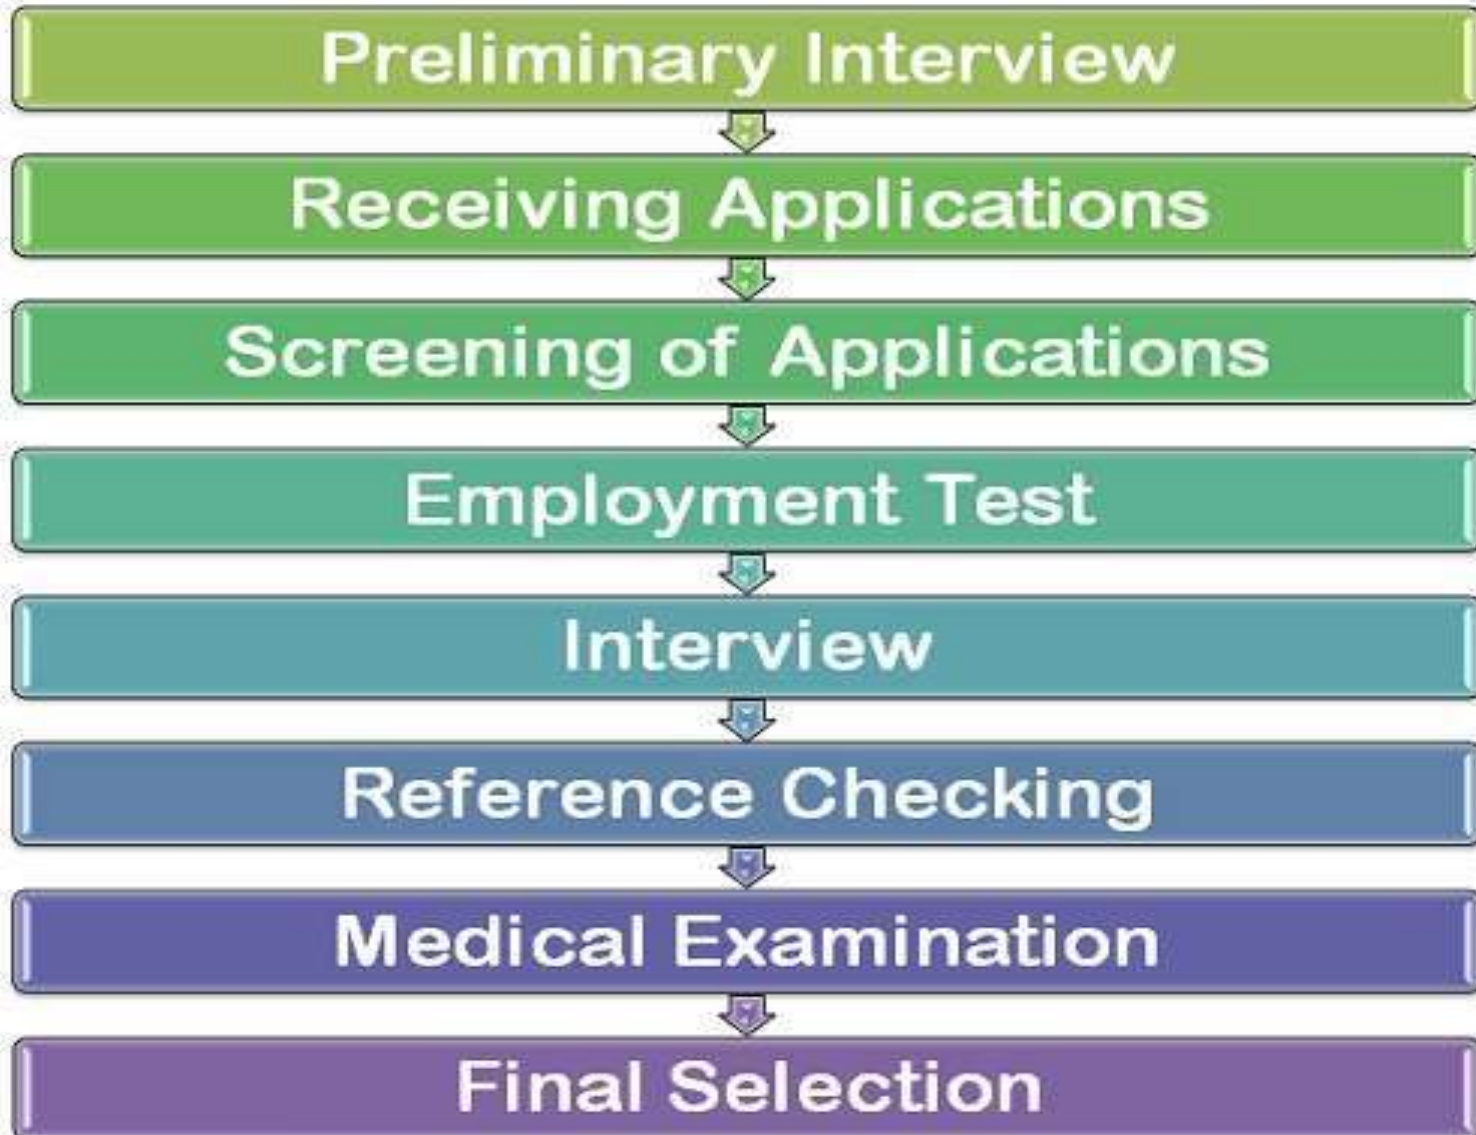 Preliminary Interview
Receiving Applications
Screening of Applications
Employment Test
Interview
Reference Checking
Medical Examination
Final Selection